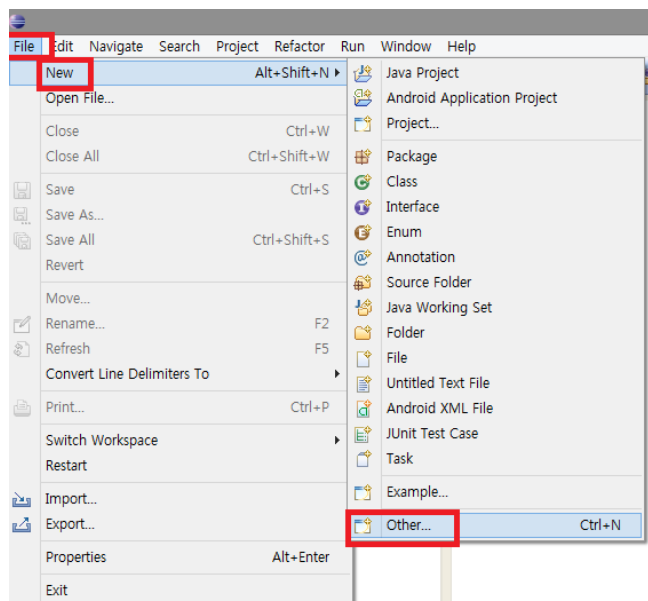 File Edit Navigate Search Project Refactor Run Window Help
New Alt+Shift+N
Open File...
Close Ctrl+W
Close All Ctrl+Shift+W
Save Ctrl+S
Save As...
Save All Ctrl+Shift+S
Revert
Move...
Rename... F2
Refresh F5
Convert Line Delimiters To
Print... Ctrl+P
Switch Workspace
Restart
Import...
Export...
Properties Alt+Enter
Exit
Java Project
Android Application Project
Project...
Package
Class
Interface
Enum
Annotation
Source Folder
Java Working Set
Folder
File
Untitled Text File
Android XML File
JUnit Test Case
Task
Example...
Other... Ctrl+N